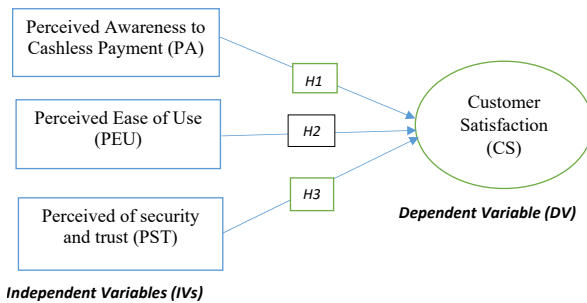 Perceived Awareness to
Cashless Payment (PA)
H1
Perceived Ease of Use
(PEU)
H2
Customer
Satisfaction
(CS)
H3
Perceived of security
and trust (PST)
Dependent Variable (DV)
Independent Variables (IVs)